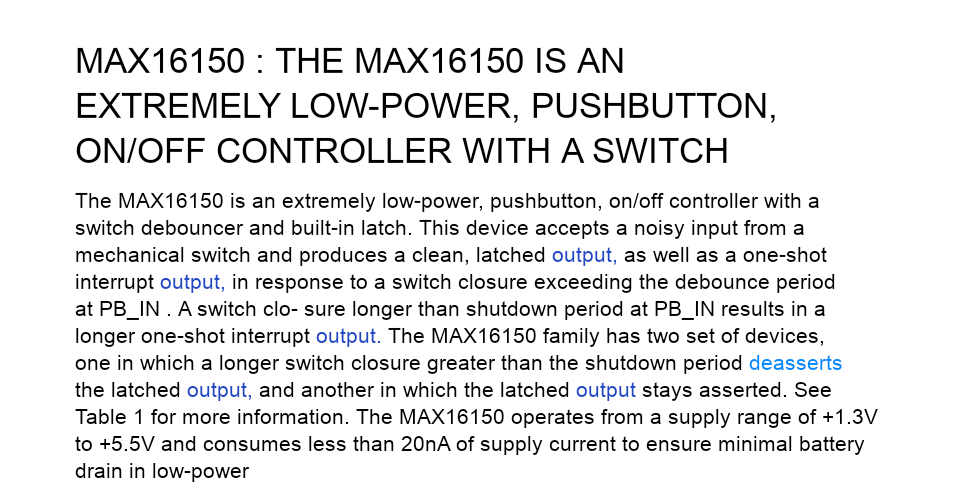 MAX16150 : THE MAX16150 IS AN
EXTREMELY LOW-POWER, PUSHBUTTON,
ON/OFF CONTROLLER WITH A SWITCH
The MAX16150 is an extremely low-power, pushbutton, on/off controller with a
switch debouncer and built-in latch. This device accepts a noisy input from a
mechanical switch and produces a clean, latched output, as well as a one-shot
interrupt output, in response to a switch closure exceeding the debounce period
at PB_IN . A switch clo- sure longer than shutdown period at PB_IN results in a
longer one-shot interrupt output. The MAX16150 family has two set of devices,
one in which a longer switch closure greater than the shutdown period deasserts
the latched output, and another in which the latched output stays asserted. See
Table 1 for more information. The MAX16150 operates from a supply range of +1.3V
to +5.5V and consumes less than 20nA of supply current to ensure minimal battery
drain in low-power